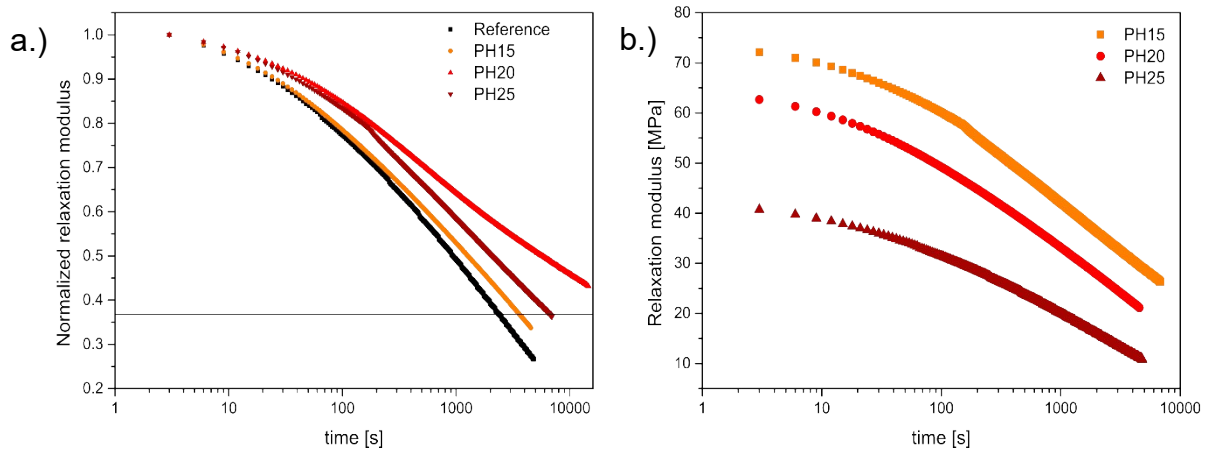 a.)
Normalized relaxation modulus
1.0
0.9
0.8
0.7
0.6
0.5
0.4
0.3
0.2
Reference
PH15
PH20
PH25
1 10 100 1000 10000
time [s]
b.)
Relaxation modulus [MPa]
80
70
60
50
40
30
20
10
PH15
PH20
PH25
1 10 100 1000 10000
time [s]